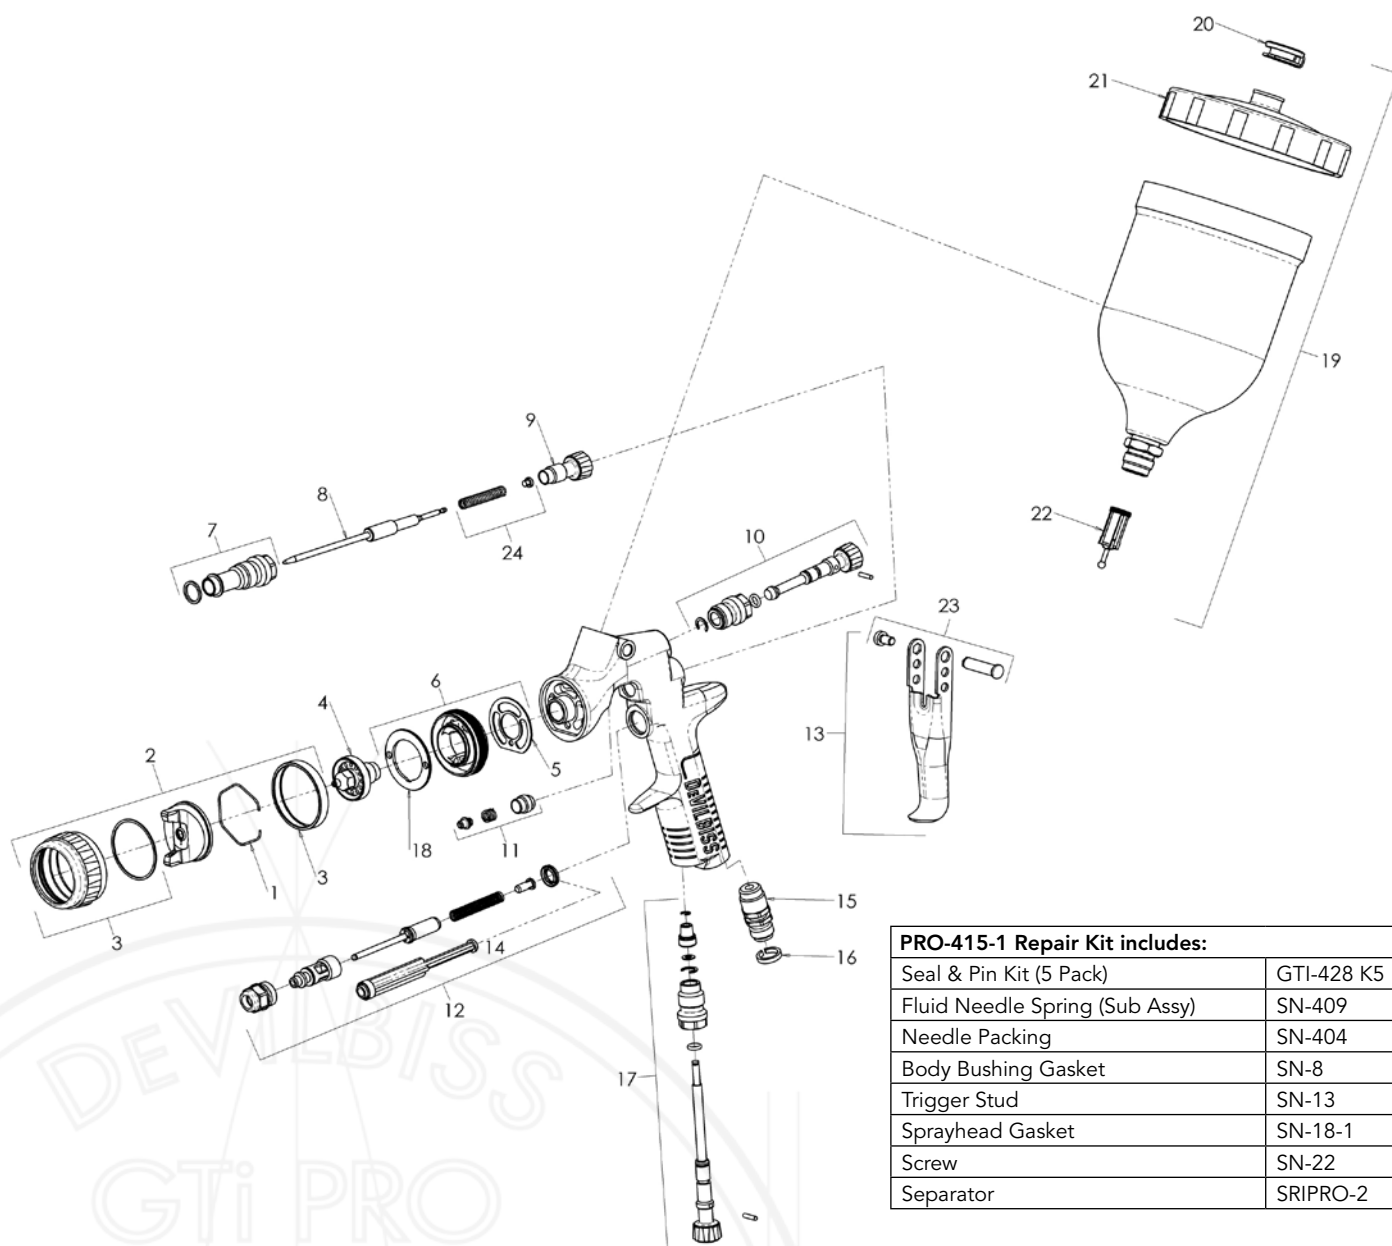 20
21
19
9
8
7
24
22
10
23
6
4
13
5
2
18
11
3
1
15
3
14
16
12
17
DEVILBISS
DEVILBISS
GTi PRO
PRO-415-1 Repair Kit includes:
Seal & Pin Kit (5 Pack) GTI-428 K5
Fluid Needle Spring (Sub Assy) SN-409
Needle Packing SN-404
Body Bushing Gasket SN-8
Trigger Stud SN-13
Sprayhead Gasket SN-18-1
Screw SN-22
Separator SRIPRO-2